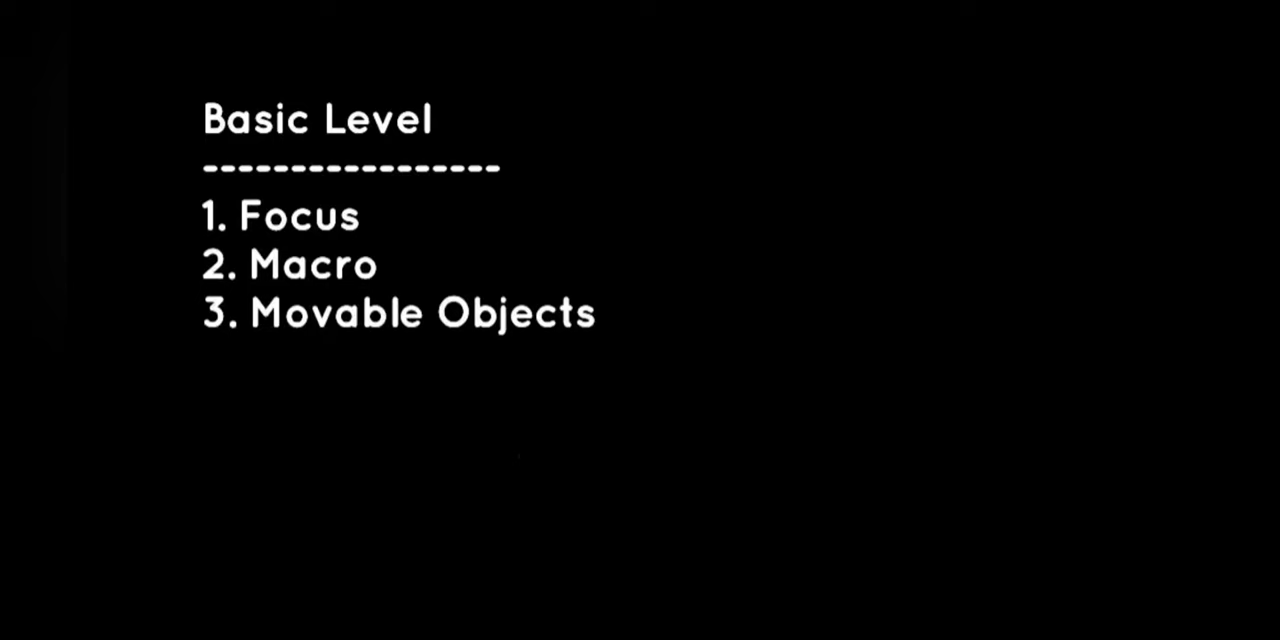 Basic Level
-----------------
1. Focus
2. Macro
3. Movable Objects